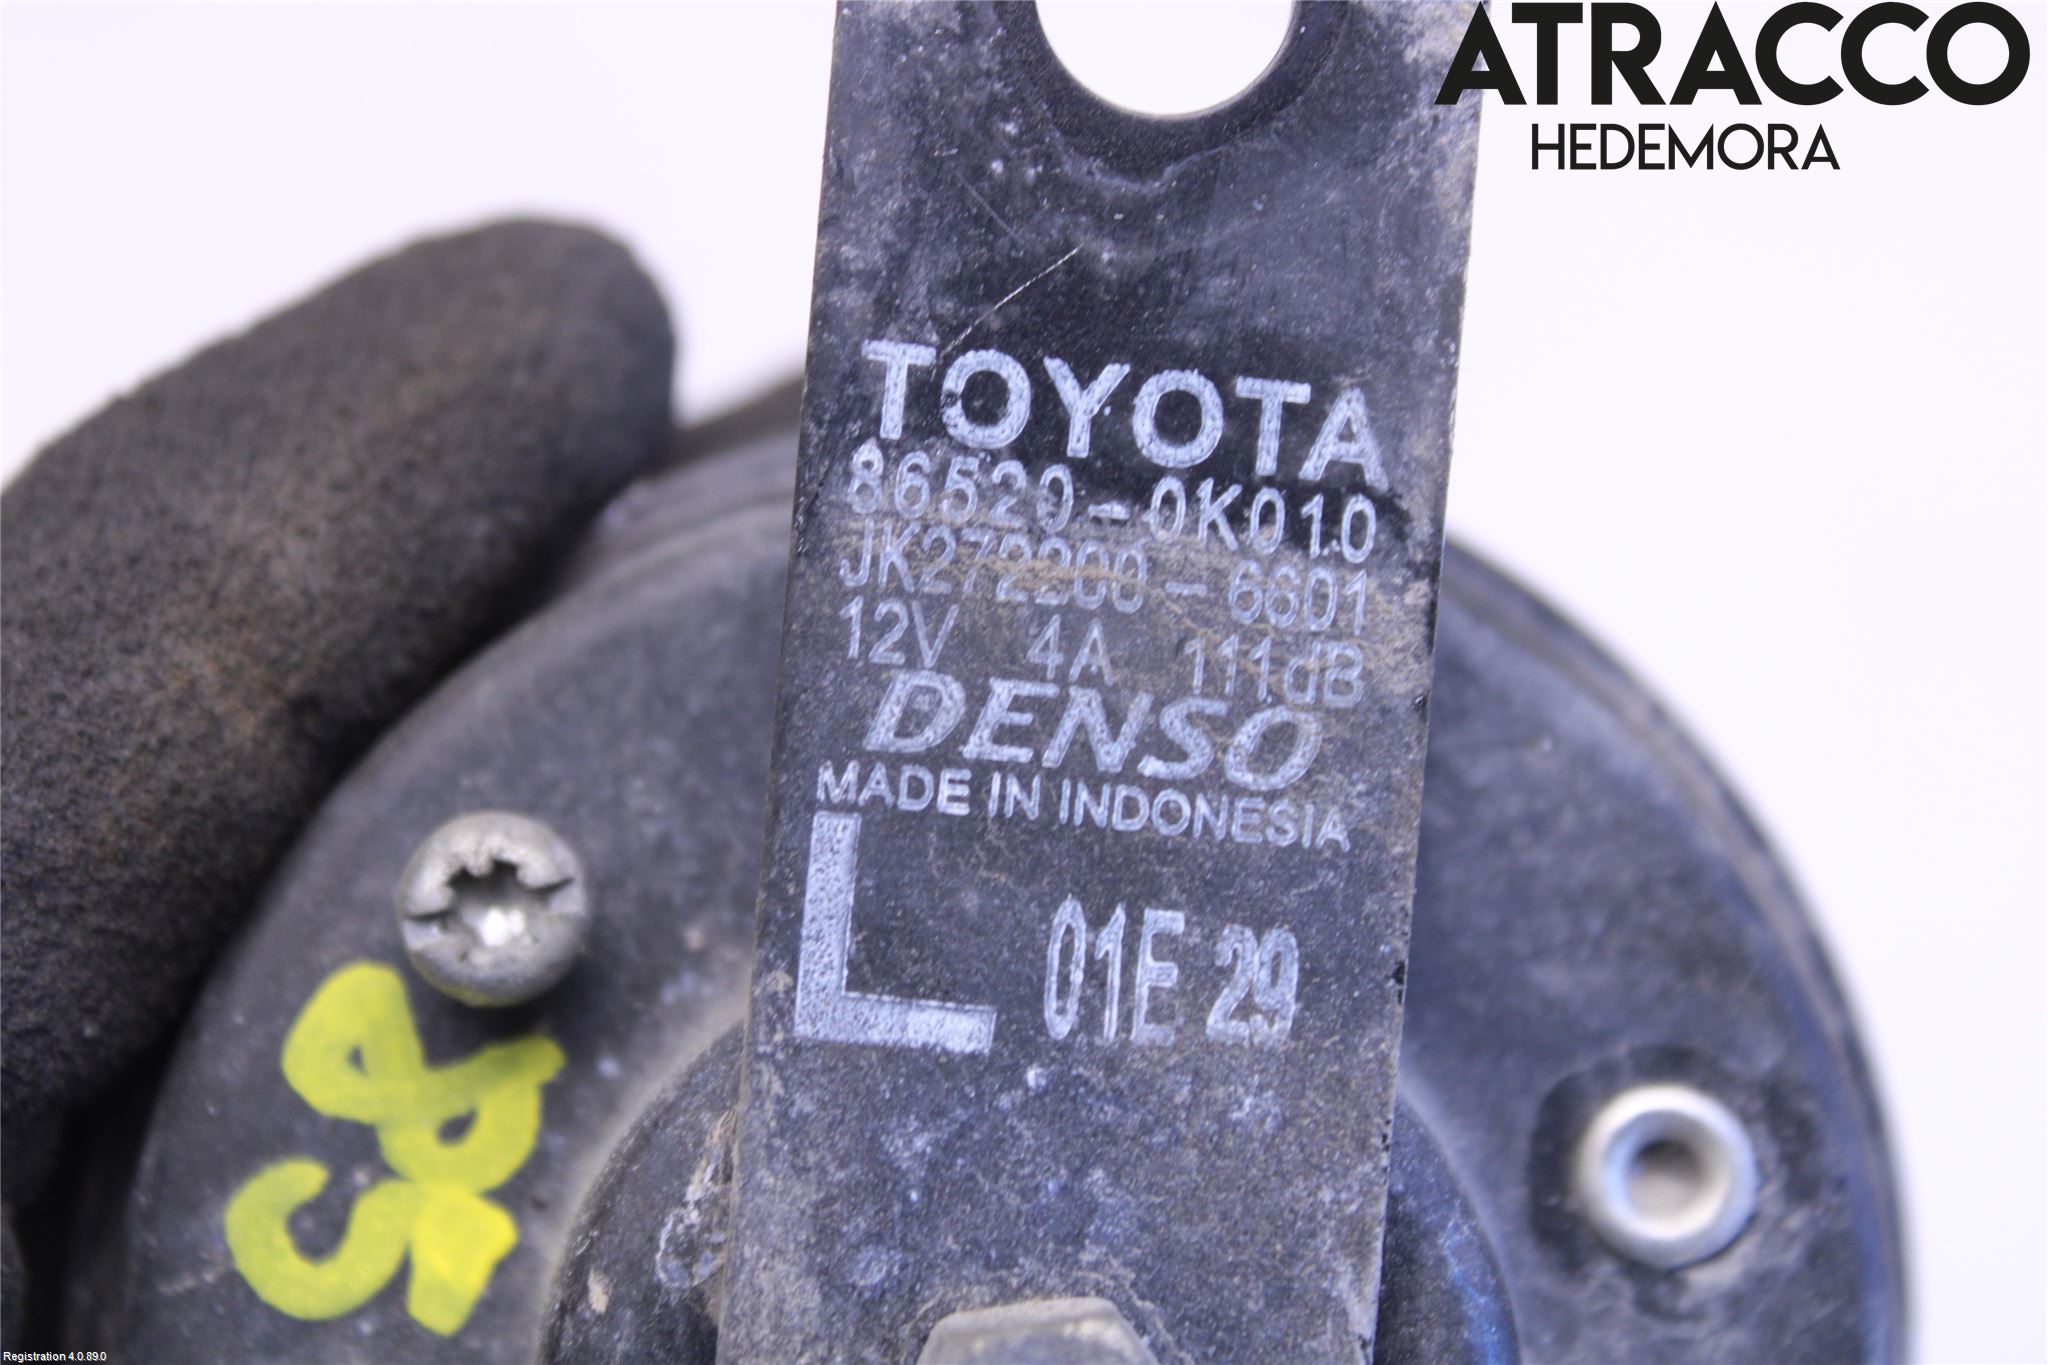 ATRACCO
HEDEMORA
TOYOTA
86520-0K010
JK272200-6601
12V 4A 111dB
DENSO
MADE IN INDONESIA
L 01E 29
Registration 4.0.89.0